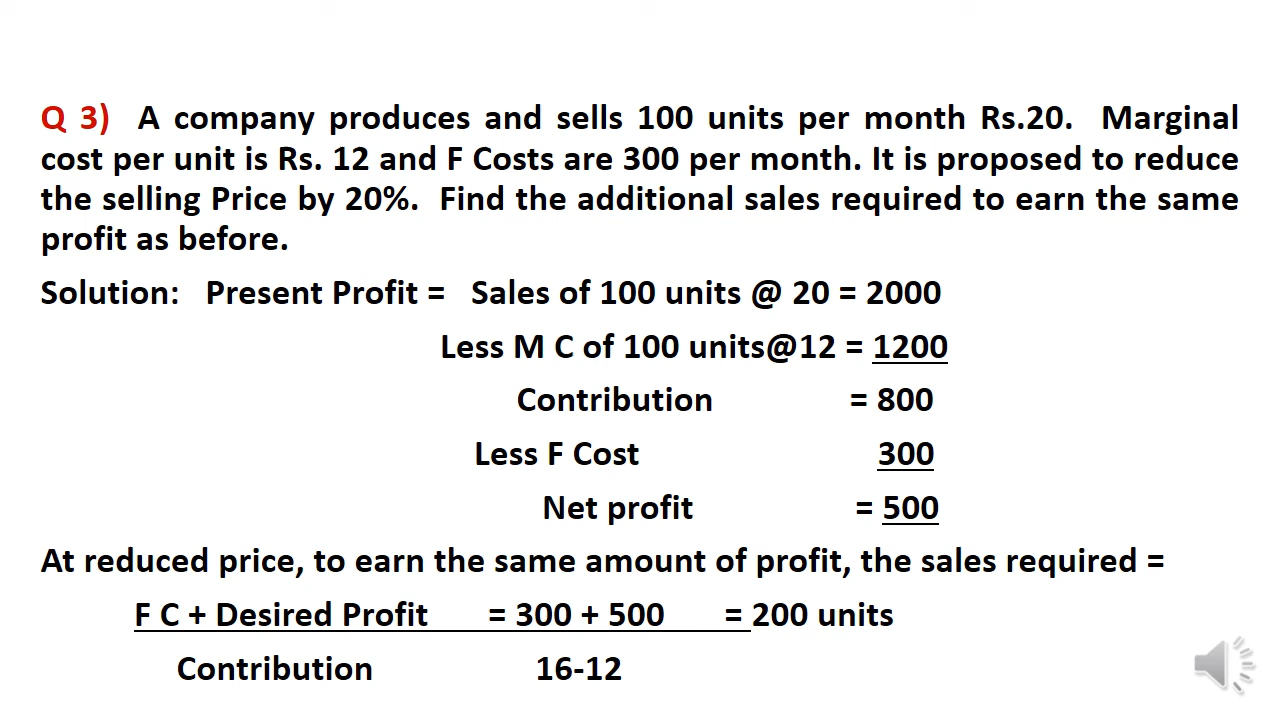 Q 3) A company produces and sells 100 units per month Rs.20. Marginal
cost per unit is Rs. 12 and F Costs are 300 per month. It is proposed to reduce
the selling Price by 20%. Find the additional sales required to earn the same
profit as before.
Solution: Present Profit = Sales of 100 units @ 20 = 2000
Less M C of 100 units@12 = 1200
Contribution = 800
Less F Cost 300
Net profit = 500
At reduced price, to earn the same amount of profit, the sales required =
F C + Desired Profit = 300 + 500 = 200 units
Contribution 16-12